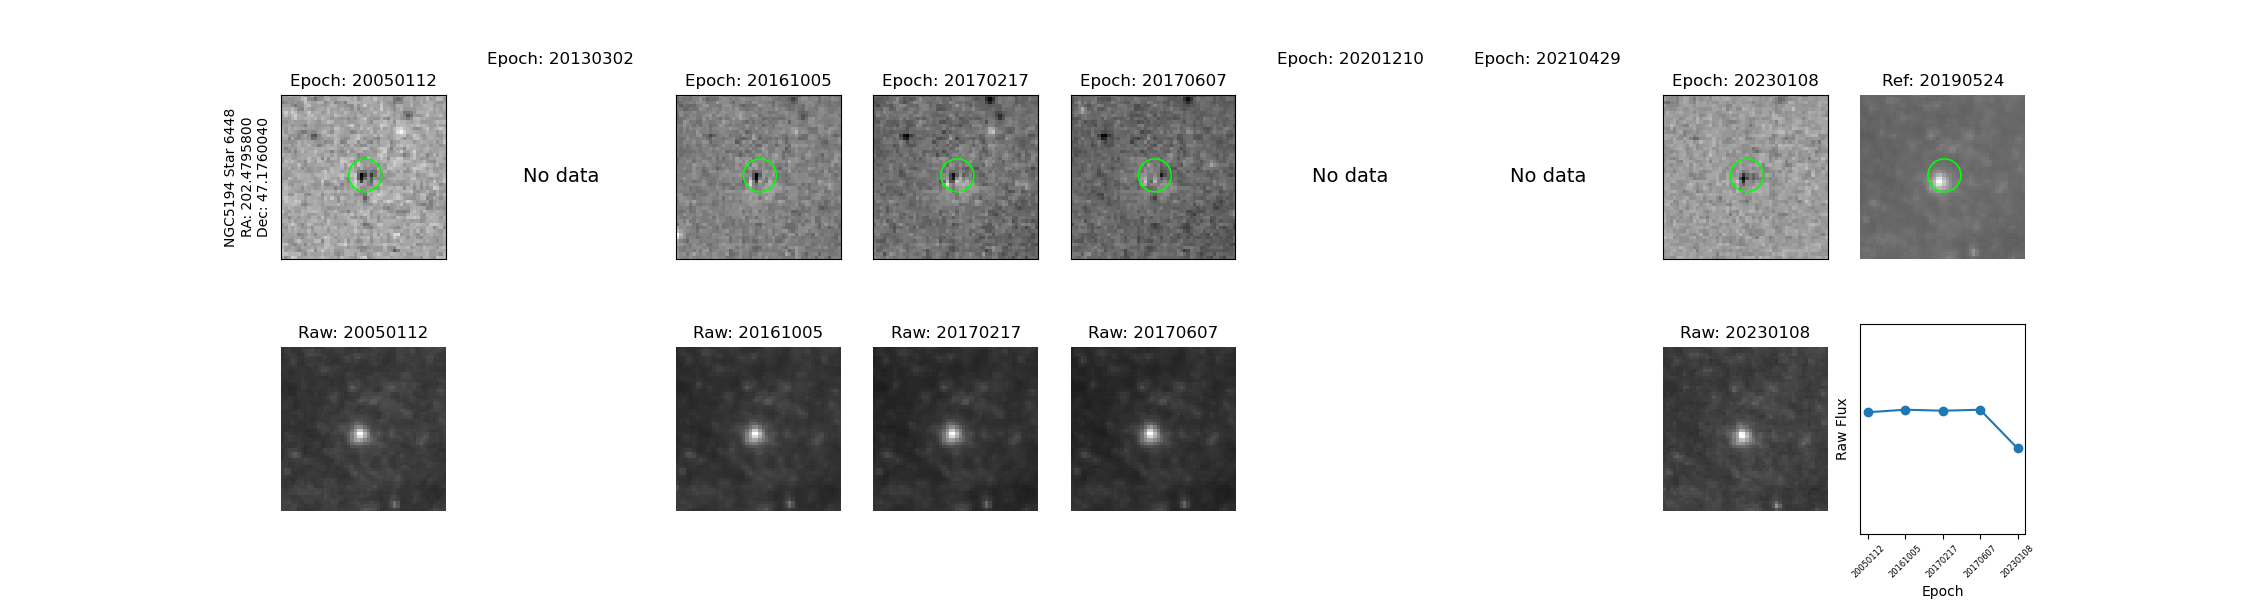 Epoch: 20050112
Epoch: 20130302
Epoch: 20161005
Epoch: 20170217
Epoch: 20170607
Epoch: 20201210
Epoch: 20210429
Epoch: 20230108
Ref: 20190524
NGC5194 Star 6448
RA: 202.4795800
Dec: 47.1760040
No data
No data
No data
Raw: 20050112
Raw: 20161005
Raw: 20170217
Raw: 20170607
Raw: 20230108
Raw Flux
20050112
20161005
20170217
20170607
20230108
Epoch